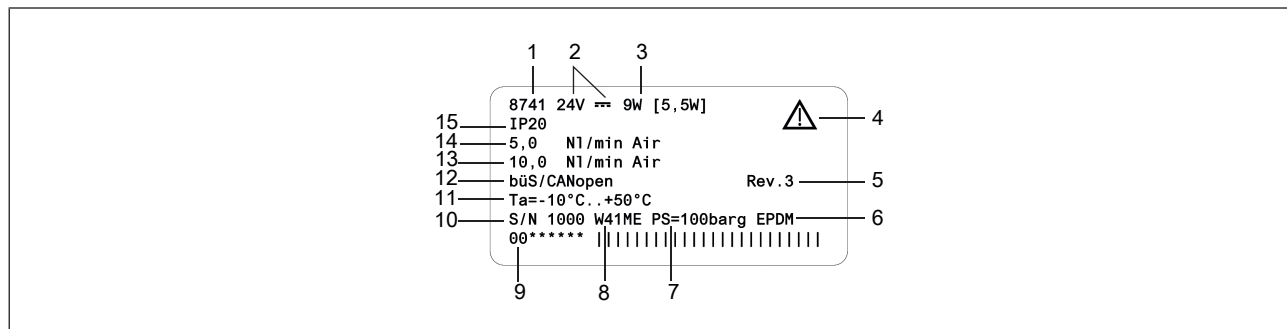 1 2 3
8741 24V ⎓ 9W [5,5W]
4
15 IP20
14 5,0 Nl/min Air
13 10,0 Nl/min Air
12 büS/CANopen Rev.3 5
11 Ta=-10°C..+50°C
10 S/N 1000 W41ME PS=100barg EPDM 6
00******
9 8 7